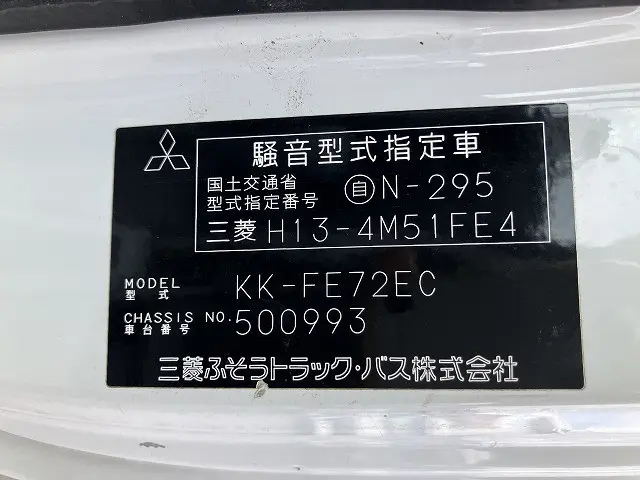 騒音型式指定車
国土交通省
型式指定番号 自N-295
三菱 H13-4M51FE4
MODEL
型式 KK-FE72EC
CHASSIS NO.
車台番号 500993
三菱ふそうトラック・バス株式会社